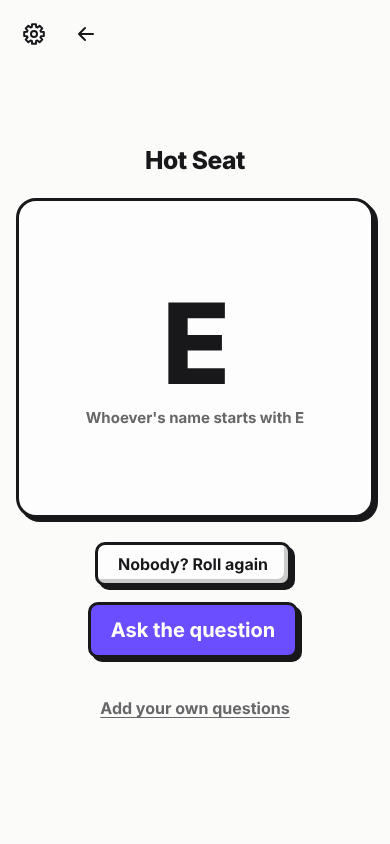 Hot Seat
E
Whoever's name starts with E
Nobody? Roll again
Ask the question
Add your own questions